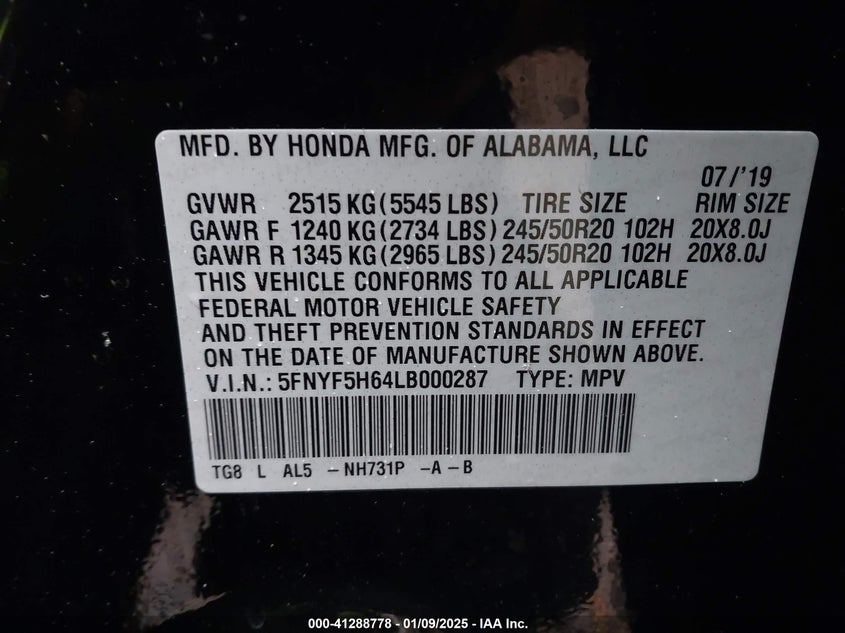 MFD. BY HONDA MFG. OF ALABAMA, LLC
07/'19
GVWR 2515 KG (5545 LBS) TIRE SIZE RIM SIZE
GAWR F 1240 KG (2734 LBS) 245/50R20 102H 20X8.0J
GAWR R 1345 KG (2965 LBS) 245/50R20 102H 20X8.0J
THIS VEHICLE CONFORMS TO ALL APPLICABLE
FEDERAL MOTOR VEHICLE SAFETY
AND THEFT PREVENTION STANDARDS IN EFFECT
ON THE DATE OF MANUFACTURE SHOWN ABOVE.
V.I.N.: 5FNYF5H64LB000287 TYPE: MPV
TG8 L AL5 -NH731P -A-B
000-41288778 - 01/09/2025 - IAA Inc.